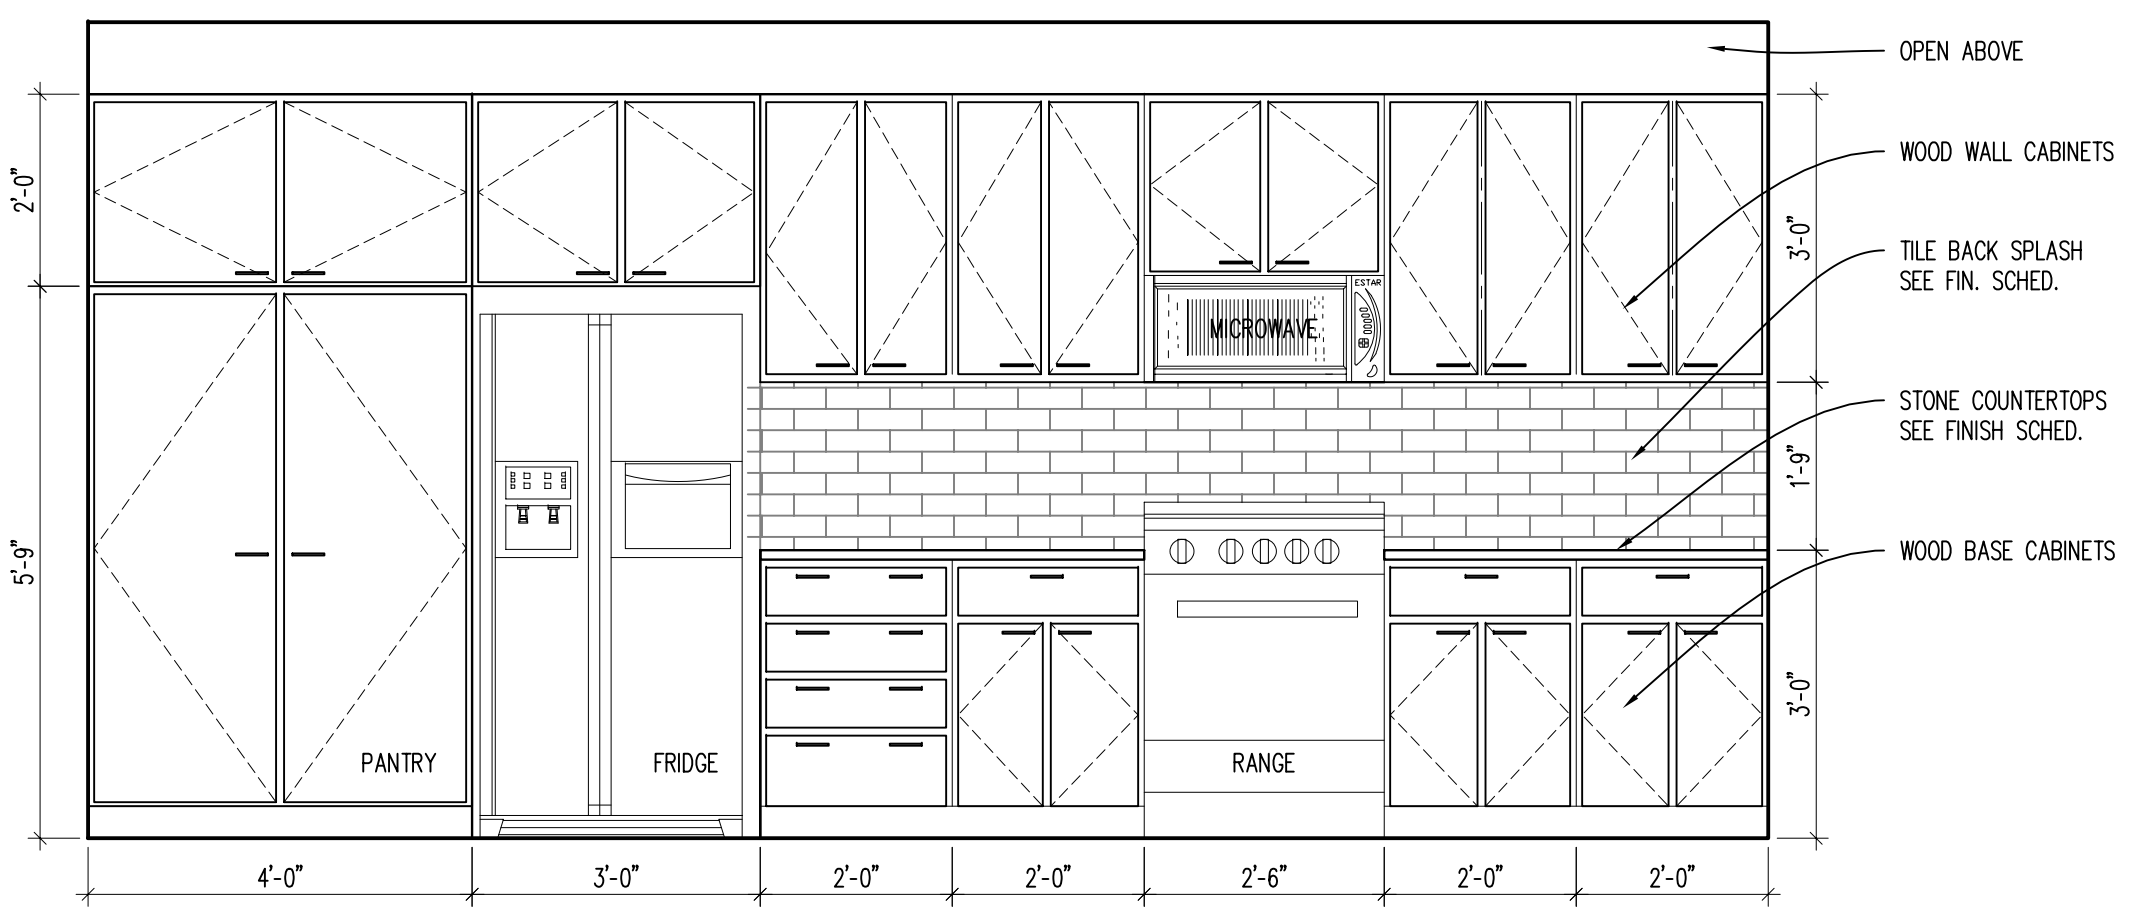 OPEN ABOVE
WOOD WALL CABINETS
2'-0"
3'-0"
TILE BACK SPLASH
SEE FIN. SCHED.
ESTAR
MICROWAVE
STONE COUNTERTOPS
SEE FINISH SCHED.
1'-9"
5'-9"
WOOD BASE CABINETS
3'-0"
PANTRY
FRIDGE
RANGE
4'-0"
3'-0"
2'-0"
2'-0"
2'-6"
2'-0"
2'-0"